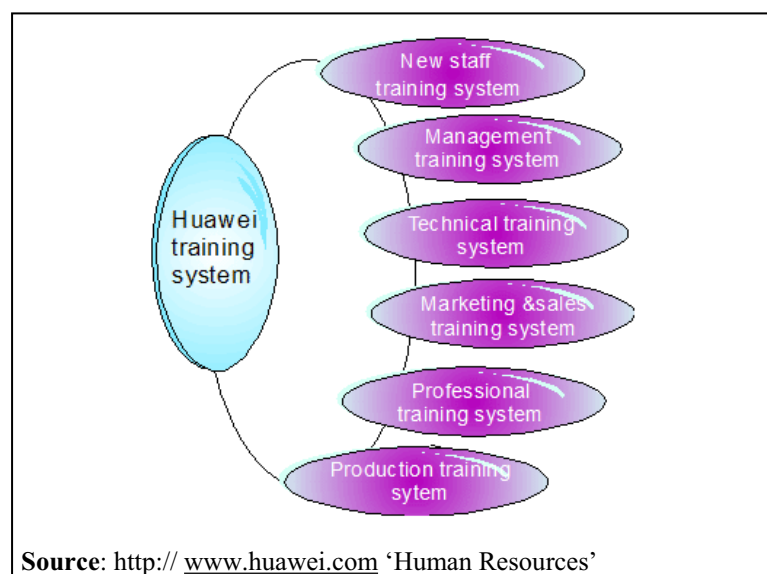 New staff
training system
Management
training system
Technical training
system
Huawei
training
system
Marketing &sales
training system
Professional
training system
Production training
sytem
Source: http:// www.huawei.com ‘Human Resources’